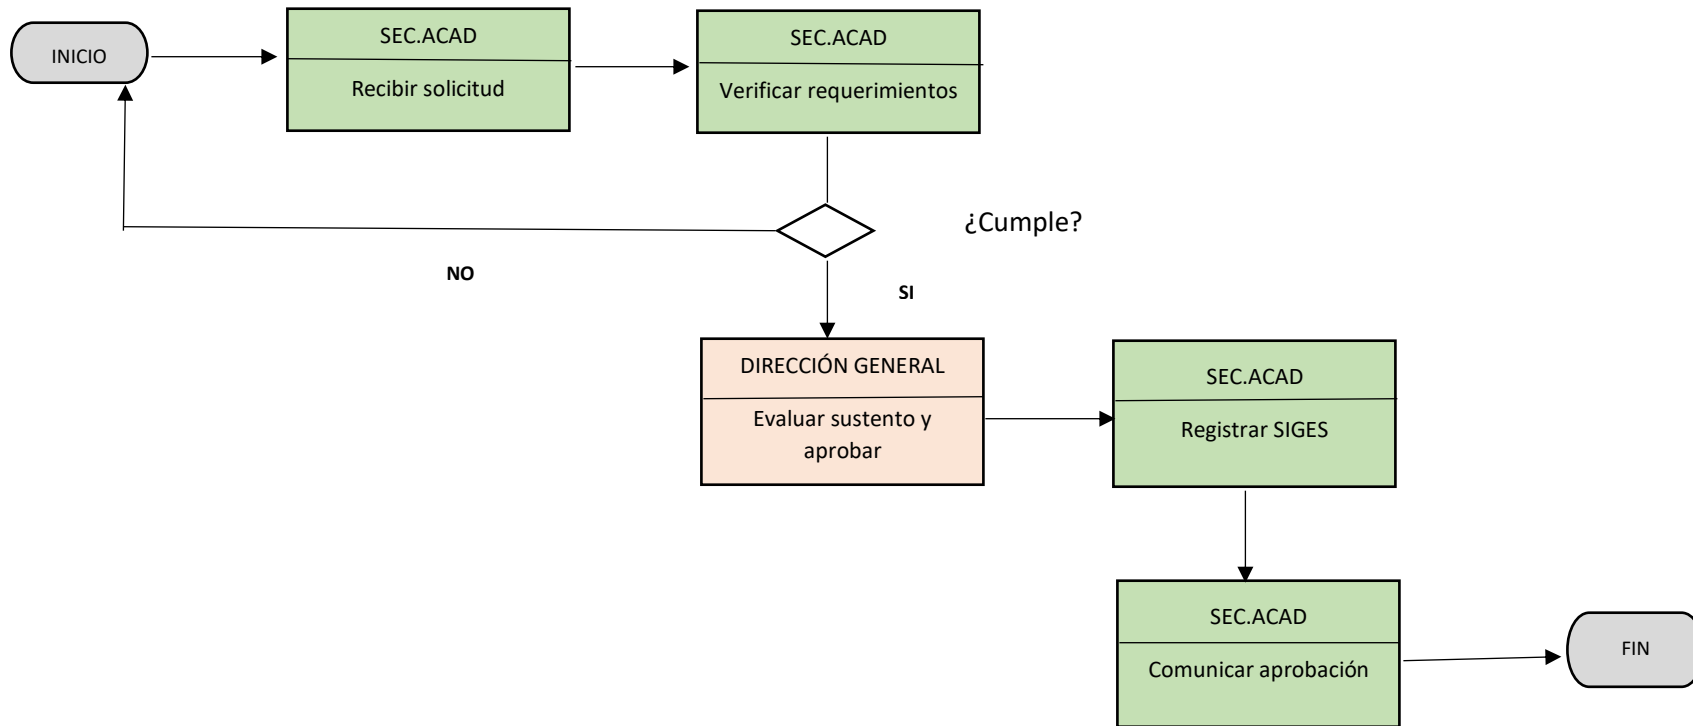 INICIO
SEC.ACAD
Recibir solicitud
SEC.ACAD
Verificar requerimientos
¿Cumple?
NO
SI
DIRECCIÓN GENERAL
Evaluar sustento y
aprobar
SEC.ACAD
Registrar SIGES
SEC.ACAD
Comunicar aprobación
FIN